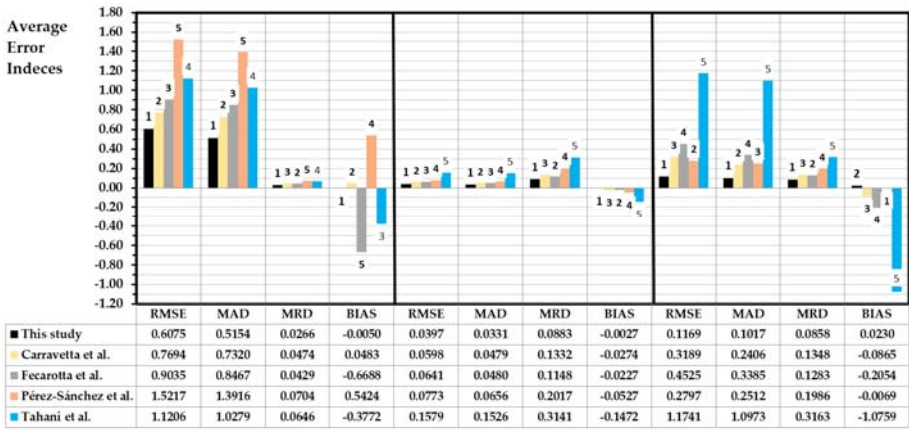 Average
Error
Indeces
1.80
1.60
1.40
1.20
1.00
0.80
0.60
0.40
0.20
0.00
-0.20
-0.40
-0.60
-0.80
-1.00
-1.20
1 2 3 5 4
1 2 3 5 4
1 3 2 5 4
1 2 5 4 3
1 2 3 4 5
1 2 3 4 5
1 3 2 4 5
1 3 2 4 5
1 3 4 2 5
1 2 4 3 5
1 3 2 4 5
2 3 4 1 5
RMSE MAD MRD BIAS RMSE MAD MRD BIAS RMSE MAD MRD BIAS
This study 0.6075 0.5154 0.0266 -0.0050 0.0397 0.0331 0.0883 -0.0027 0.1169 0.1017 0.0858 0.0230
Carravetta et al. 0.7694 0.7320 0.0474 0.0483 0.0598 0.0479 0.1332 -0.0274 0.3189 0.2406 0.1348 -0.0865
Fecarotta et al. 0.9035 0.8467 0.0429 -0.6688 0.0641 0.0480 0.1148 -0.0227 0.4525 0.3385 0.1283 -0.2054
Pérez-Sánchez et al. 1.5217 1.3916 0.0704 0.5424 0.0773 0.0656 0.2017 -0.0527 0.2797 0.2512 0.1986 -0.0069
Tahani et al. 1.1206 1.0279 0.0646 -0.3772 0.1579 0.1526 0.3141 -0.1472 1.1741 1.0973 0.3163 -1.0759